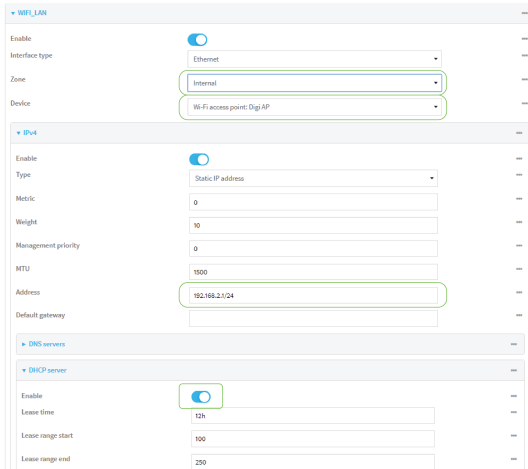 WIFI_LAN
Enable
Interface type Ethernet
Zone Internal
Device Wi-Fi access point: Digi AP
IPv4
Enable
Type Static IP address
Metric 0
Weight 10
Management priority 0
MTU 1500
Address 192.168.2.1/24
Default gateway
DNS servers
DHCP server
Enable
Lease time 12h
Lease range start 100
Lease range end 250